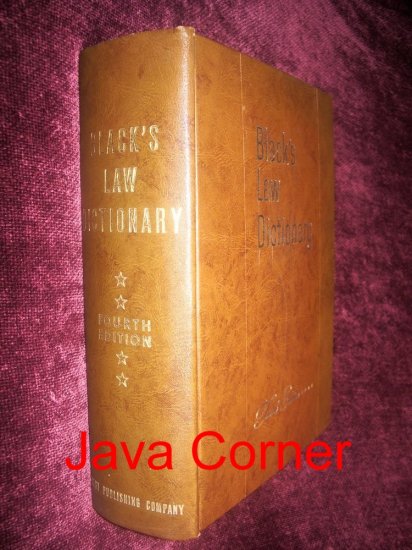 BLACK'S
LAW
DICTIONARY
FOURTH
EDITION
PUBLISHING COMPANY
Black's
Law
Dictionary
Java Corner